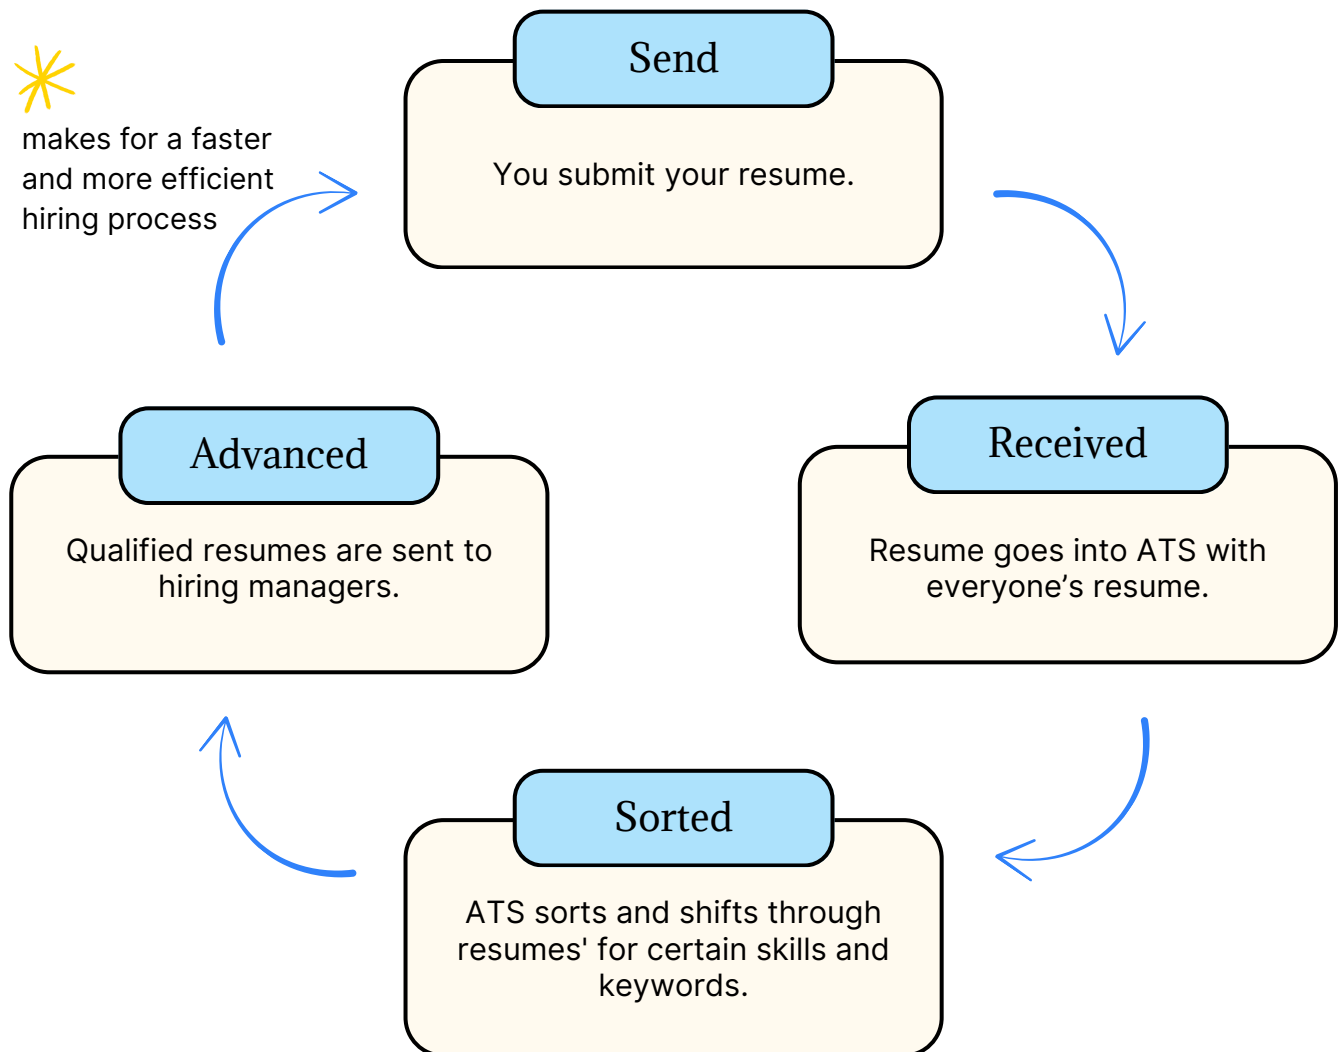 Send
You submit your resume.
makes for a faster
and more efficient
hiring process
Received
Resume goes into ATS with
everyone’s resume.
Sorted
ATS sorts and shifts through
resumes' for certain skills and
keywords.
Advanced
Qualified resumes are sent to
hiring managers.